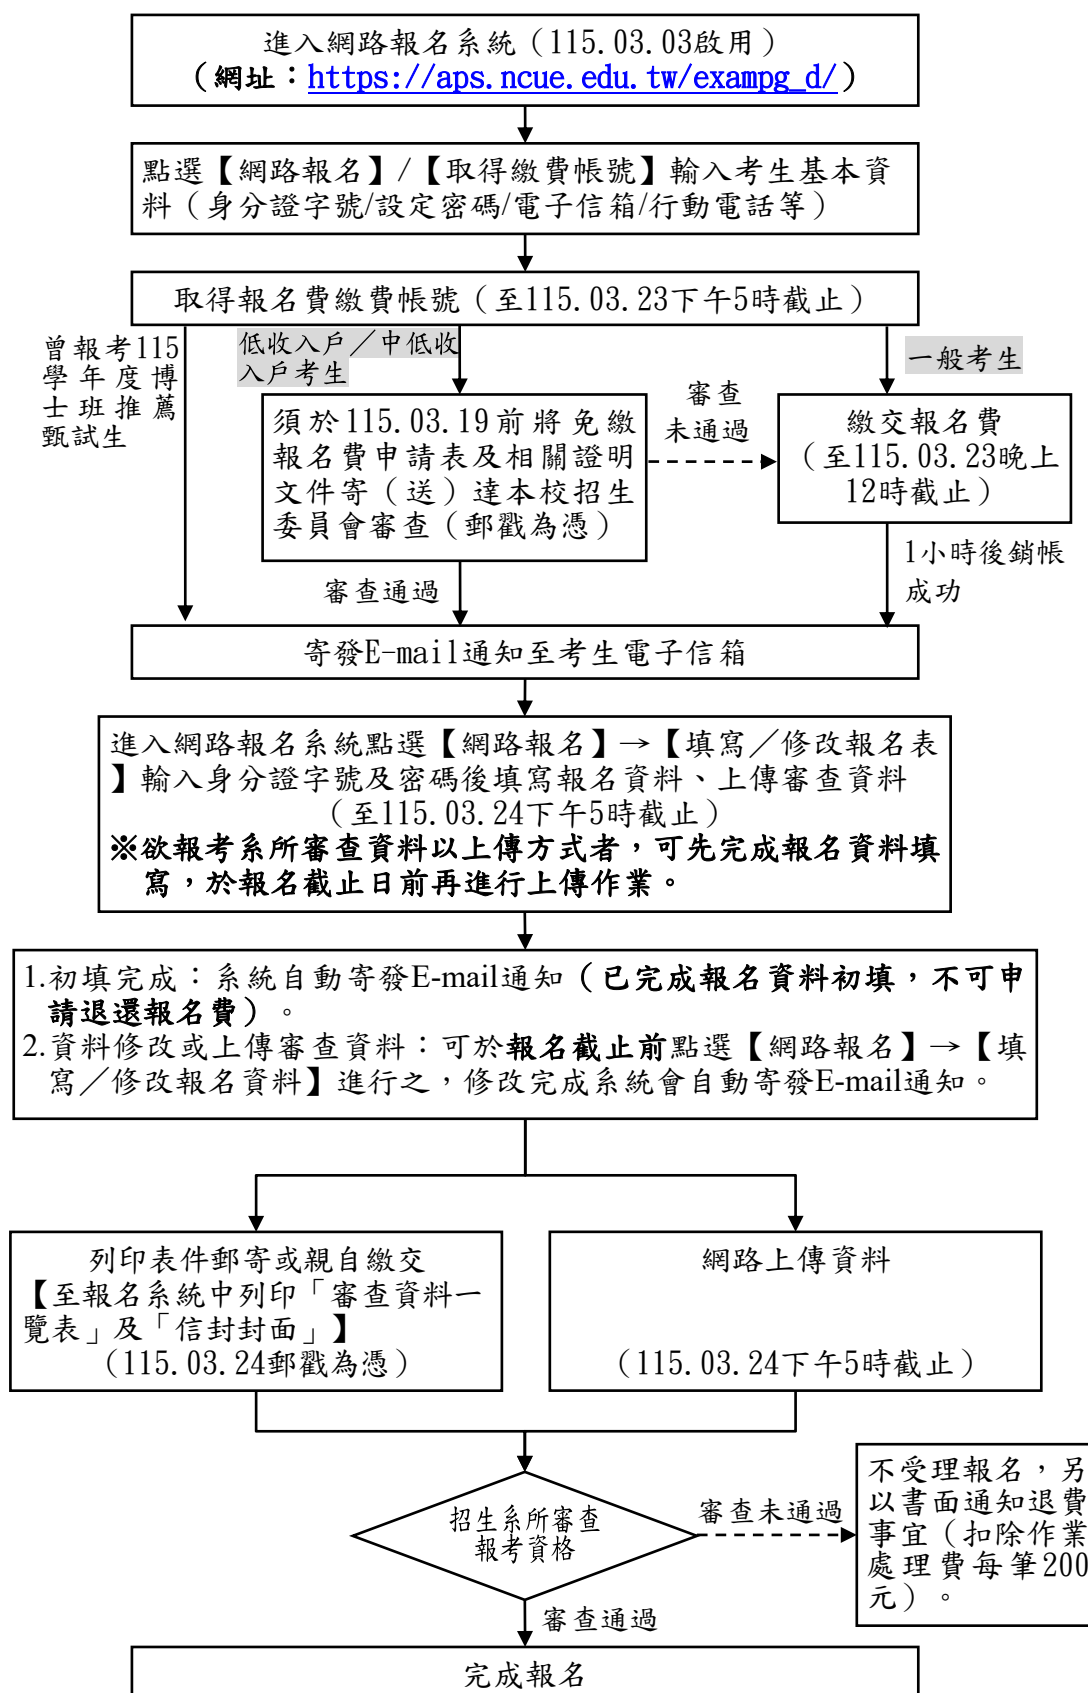 進入網路報名系統（115.03.03啟用）
（網址：https://aps.ncue.edu.tw/exampg_d/）
點選【網路報名】/【取得繳費帳號】輸入考生基本資
料（身分證字號/設定密碼/電子信箱/行動電話等）
取得報名費繳費帳號（至115.03.23下午5時截止）
曾報考115
學年度博
士班推薦
甄試生
低收入戶／中低收
入戶考生
一般考生
須於115.03.19前將免繳
報名費申請表及相關證明
文件寄（送）達本校招生
委員會審查（郵戳為憑）
審查
未通過
繳交報名費
（至115.03.23晚上
12時截止）
審查通過
1小時後銷帳
成功
寄發E-mail通知至考生電子信箱
進入網路報名系統點選【網路報名】→【填寫／修改報名表
】輸入身分證字號及密碼後填寫報名資料、上傳審查資料
（至115.03.24下午5時截止）
※欲報考系所審查資料以上傳方式者，可先完成報名資料填
寫，於報名截止日前再進行上傳作業。
1.初填完成：系統自動寄發E-mail通知（已完成報名資料初填，不可申
請退還報名費）。
2.資料修改或上傳審查資料：可於報名截止前點選【網路報名】→【填
寫／修改報名資料】進行之，修改完成系統會自動寄發E-mail通知。
列印表件郵寄或親自繳交
【至報名系統中列印「審查資料一
覽表」及「信封封面」】
（115.03.24郵戳為憑）
網路上傳資料
（115.03.24下午5時截止）
招生系所審查
報考資格
審查未通過
不受理報名，另
以書面通知退費
事宜（扣除作業
處理費每筆200
元）。
審查通過
完成報名